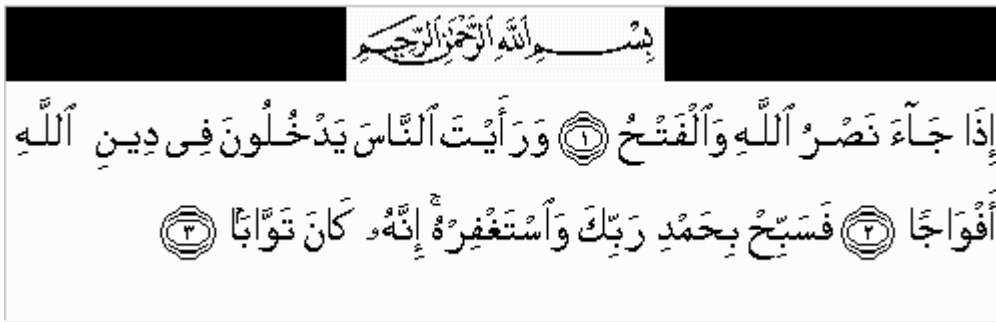 بِسْمِ ٱللَّهِ ٱلرَّحْمَٰنِ ٱلرَّحِيمِ
إِذَا جَآءَ نَصْرُ ٱللَّهِ وَٱلْفَتْحُ ١ وَرَأَيْتَ ٱلنَّاسَ يَدْخُلُونَ فِى دِينِ ٱللَّهِ
أَفْوَاجًا ٢ فَسَبِّحْ بِحَمْدِ رَبِّكَ وَٱسْتَغْفِرْهُ ۚ إِنَّهُۥ كَانَ تَوَّابًۢا ٣